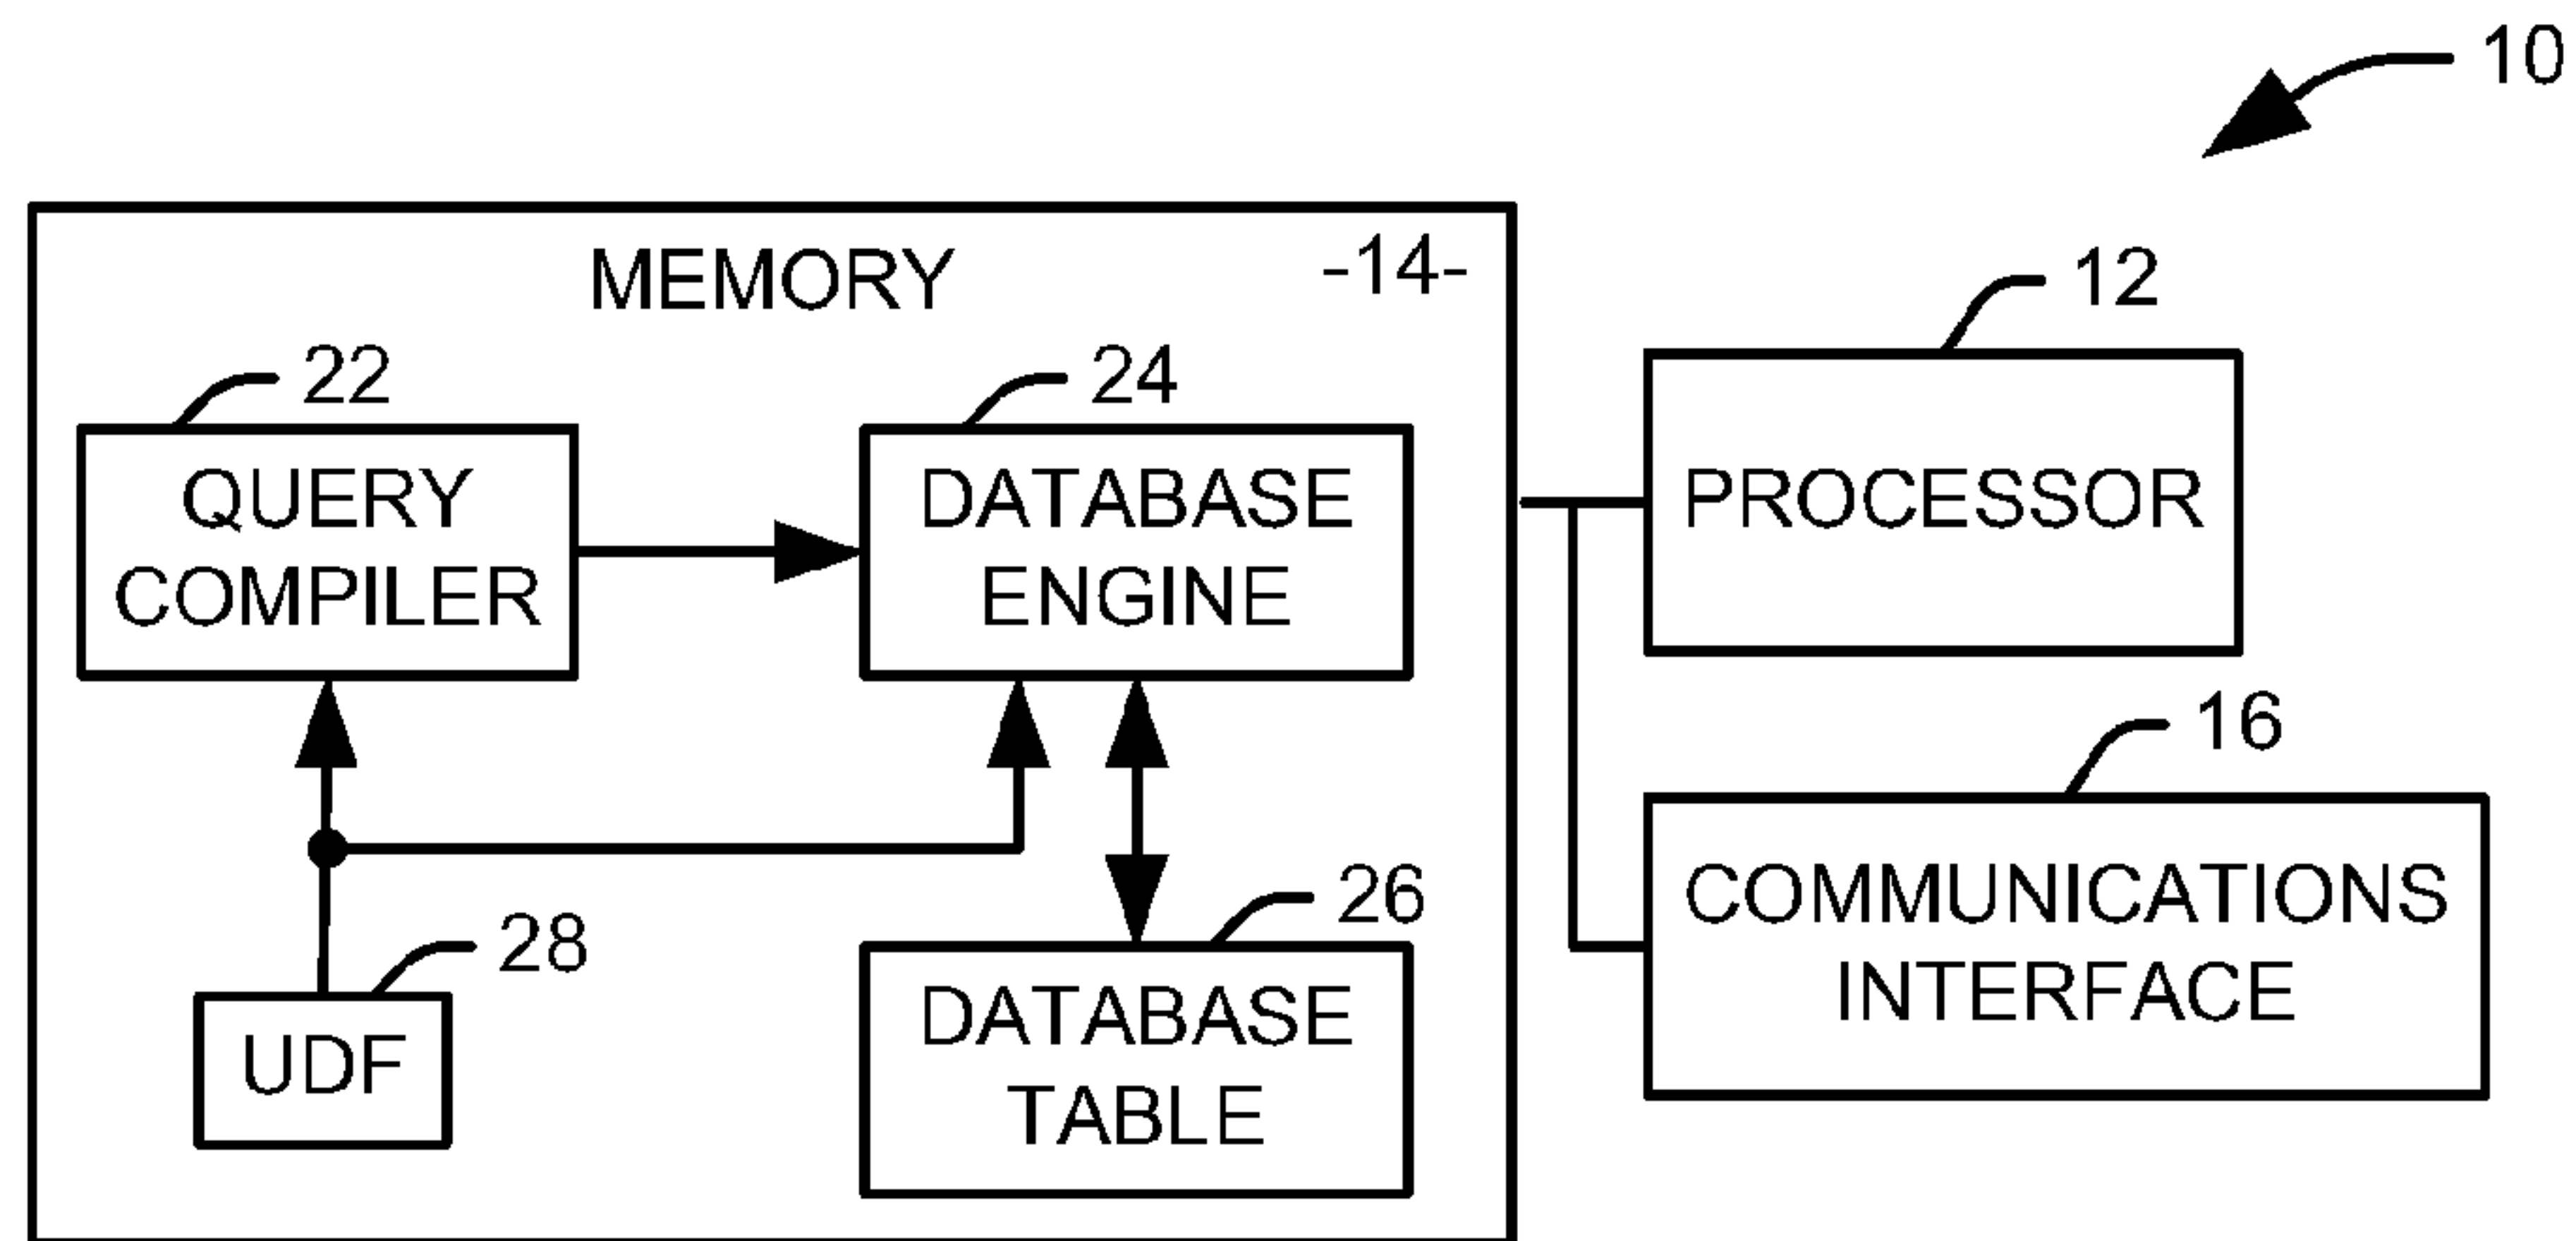 10
MEMORY
-14-
12
22
24
QUERY
COMPILER
DATABASE
ENGINE
PROCESSOR
16
28
26
UDF
DATABASE
TABLE
COMMUNICATIONS
INTERFACE